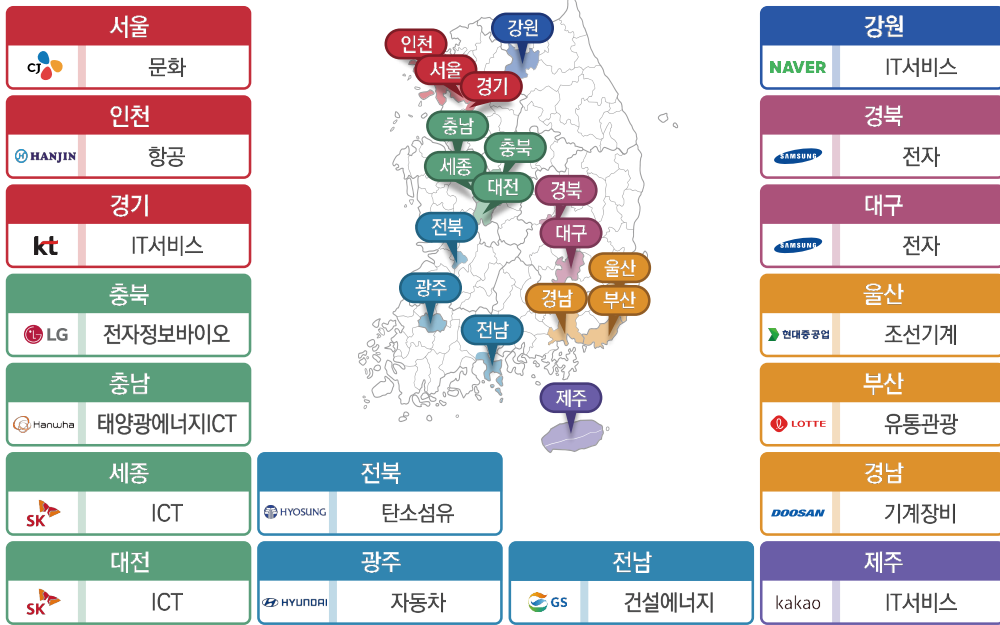 서울
CJ 문화
인천
HANJIN 항공
경기
kt IT서비스
충북
LG 전자정보바이오
충남
Hanwha 태양광에너지ICT
세종
SK ICT
대전
SK ICT
전북
HYOSUNG 탄소섬유
광주
HYUNDAI 자동차
전남
GS 건설에너지
강원
인천
서울
경기
충남
충북
세종
대전
경북
전북
대구
울산
광주
경남
부산
전남
제주
강원
NAVER IT서비스
경북
SAMSUNG 전자
대구
SAMSUNG 전자
울산
현대중공업 조선기계
부산
LOTTE 유통관광
경남
DOOSAN 기계장비
제주
kakao IT서비스